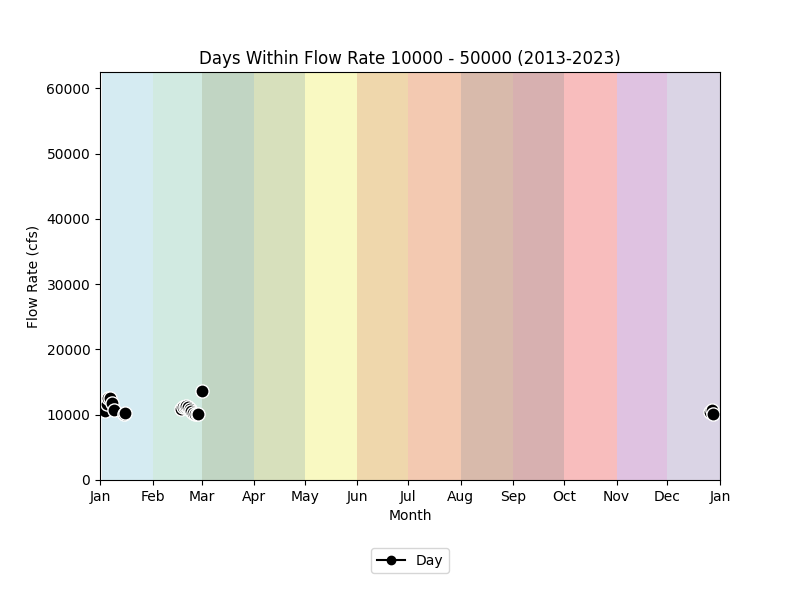 Days Within Flow Rate 10000 - 50000 (2013-2023)
60000
50000
40000
30000
20000
10000
0
Flow Rate (cfs)
Jan Feb Mar Apr May Jun Jul Aug Sep Oct Nov Dec Jan
Month
Day